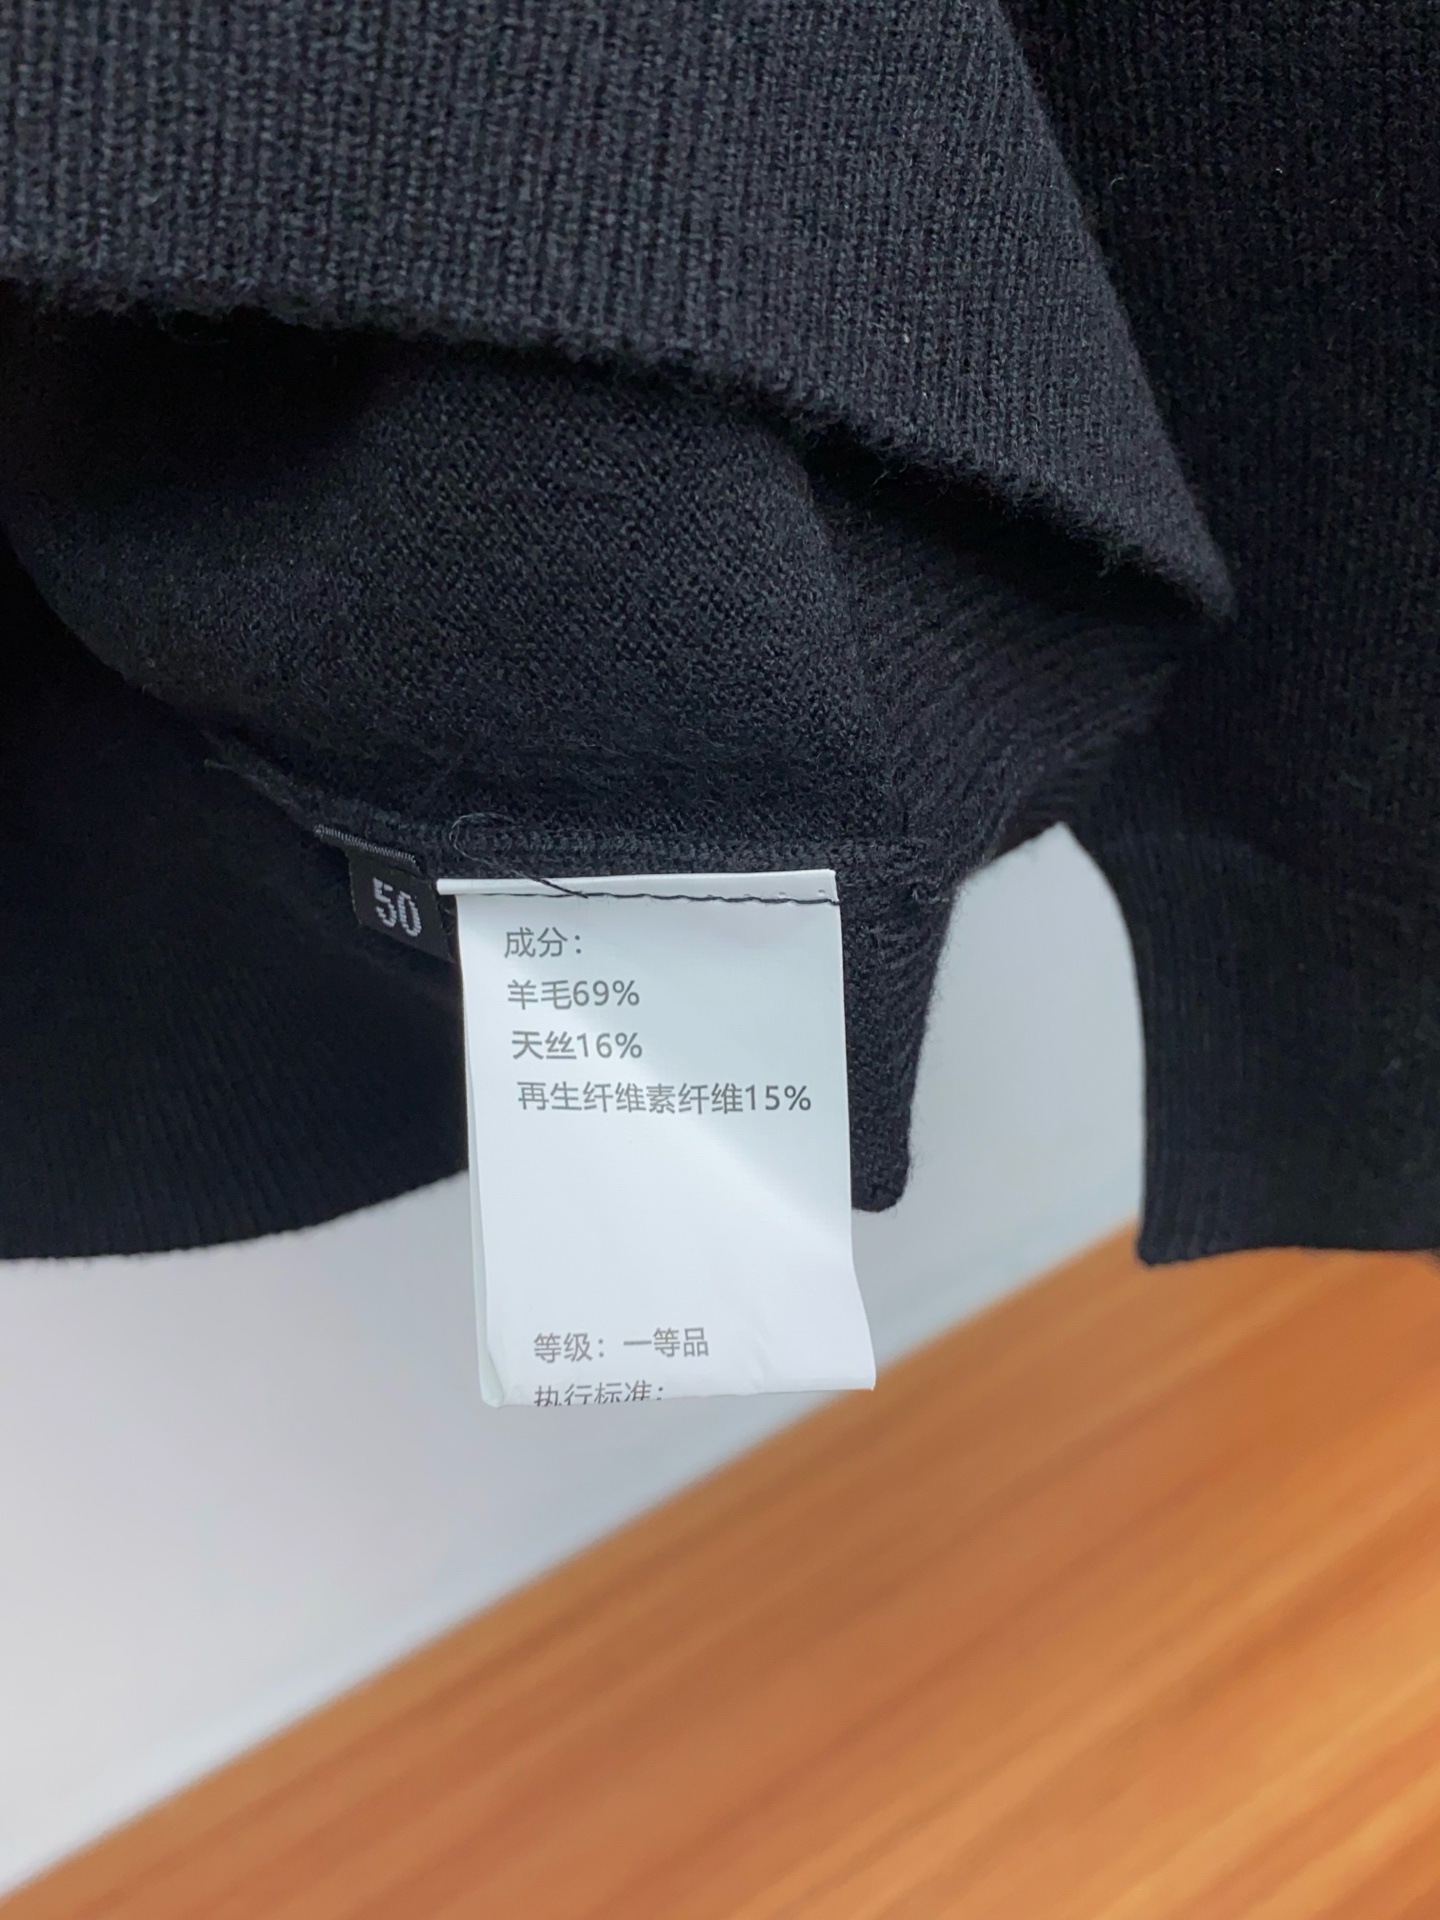 50
成分：
羊毛69%
天丝16%
再生纤维素纤维15%
等级：一等品
执行标准：